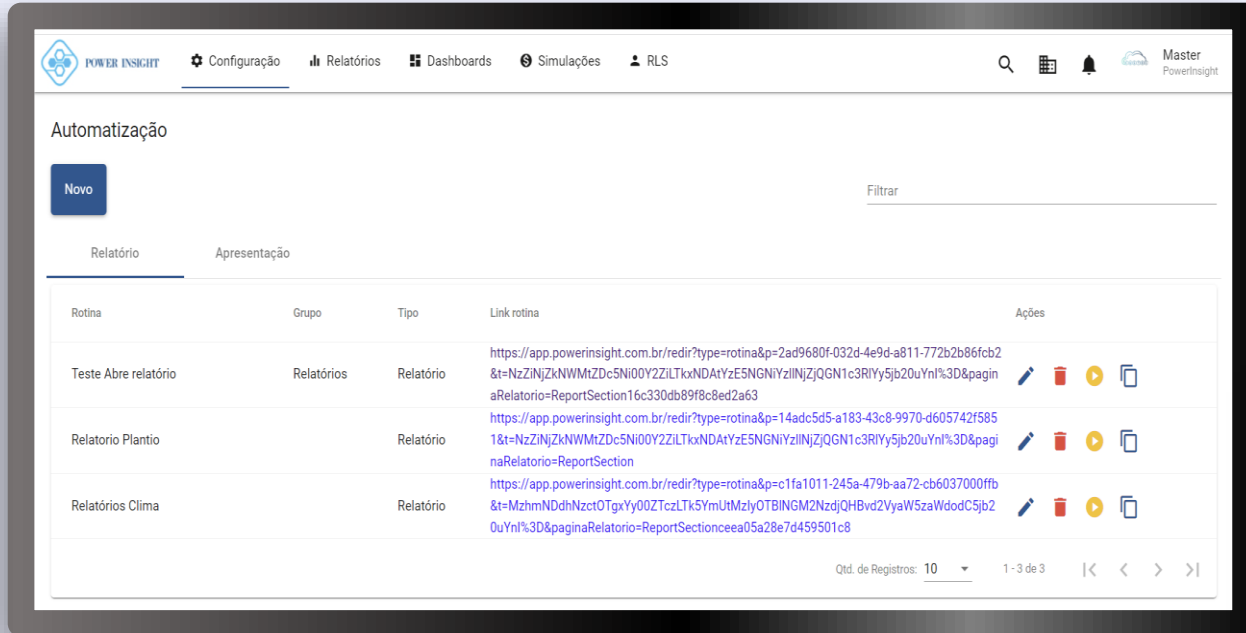 POWER INSIGHT
Configuração
Relatórios
Dashboards
Simulações
RLS
Master
PowerInsight
Automatização
Novo
Filtrar
Relatório
Apresentação
Rotina Grupo Tipo Link rotina Ações
https://app.powerinsight.com.br/redir?type=rotina&p=2ad9680f-032d-4e9d-a811-772b2b86fcb2
Teste Abre relatório Relatórios Relatório &t=NzZiNjZkNWMtZDc5Ni00Y2ZiLTkxNDAtYzE5NGNiYzllNjZjQGN1c3RlYy5jb20uYnI%3D&pagin
aRelatorio=ReportSection16c330db89f8c8ed2a63
https://app.powerinsight.com.br/redir?type=rotina&p=14adc5d5-a183-43c8-9970-d605742f585
Relatorio Plantio Relatório 1&t=NzZiNjZkNWMtZDc5Ni00Y2ZiLTkxNDAtYzE5NGNiYzllNjZjQGN1c3RlYy5jb20uYnI%3D&pagi
naRelatorio=ReportSection
https://app.powerinsight.com.br/redir?type=rotina&p=c1fa1011-245a-479b-aa72-cb6037000ffb
Relatórios Clima Relatório &t=MzhmNDdhNzctOTgxYy00ZTczLTk5YmUtMzIyOTBlNGM2NzdjQHBvd2VyaW5zaWdodC5jb2
0uYnI%3D&paginaRelatorio=ReportSectionceea05a28e7d459501c8
Qtd. de Registros: 10 1 - 3 de 3